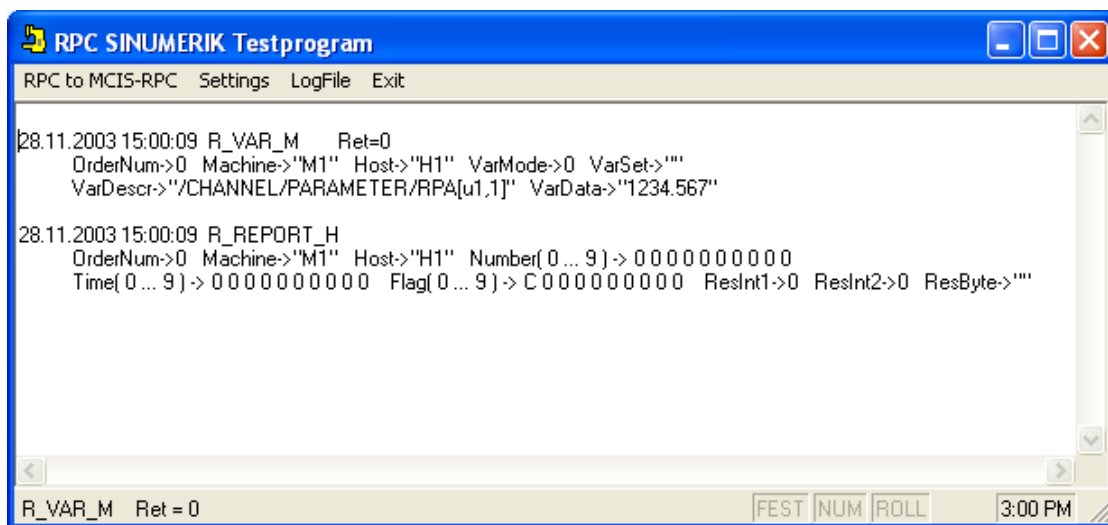 RPC SINUMERIK Testprogram
RPC to MCIS-RPC Settings LogFile Exit
28.11.2003 15:00:09 R_VAR_M Ret=0
OrderNum->0 Machine->"M1" Host->"H1" VarMode->0 VarSet->""
VarDescr->"/CHANNEL/PARAMETER/RPA[u1,1]" VarData->"1234.567"
28.11.2003 15:00:09 R_REPORT_H
OrderNum->0 Machine->"M1" Host->"H1" Number( 0 ... 9 ) -> 0 0 0 0 0 0 0 0 0 0
Time( 0 ... 9 ) -> 0 0 0 0 0 0 0 0 0 0 Flag( 0 ... 9 ) -> C 0 0 0 0 0 0 0 0 0 ResInt1->0 ResInt2->0 ResByte->""
R_VAR_M Ret = 0 FEST NUM ROLL 3:00 PM